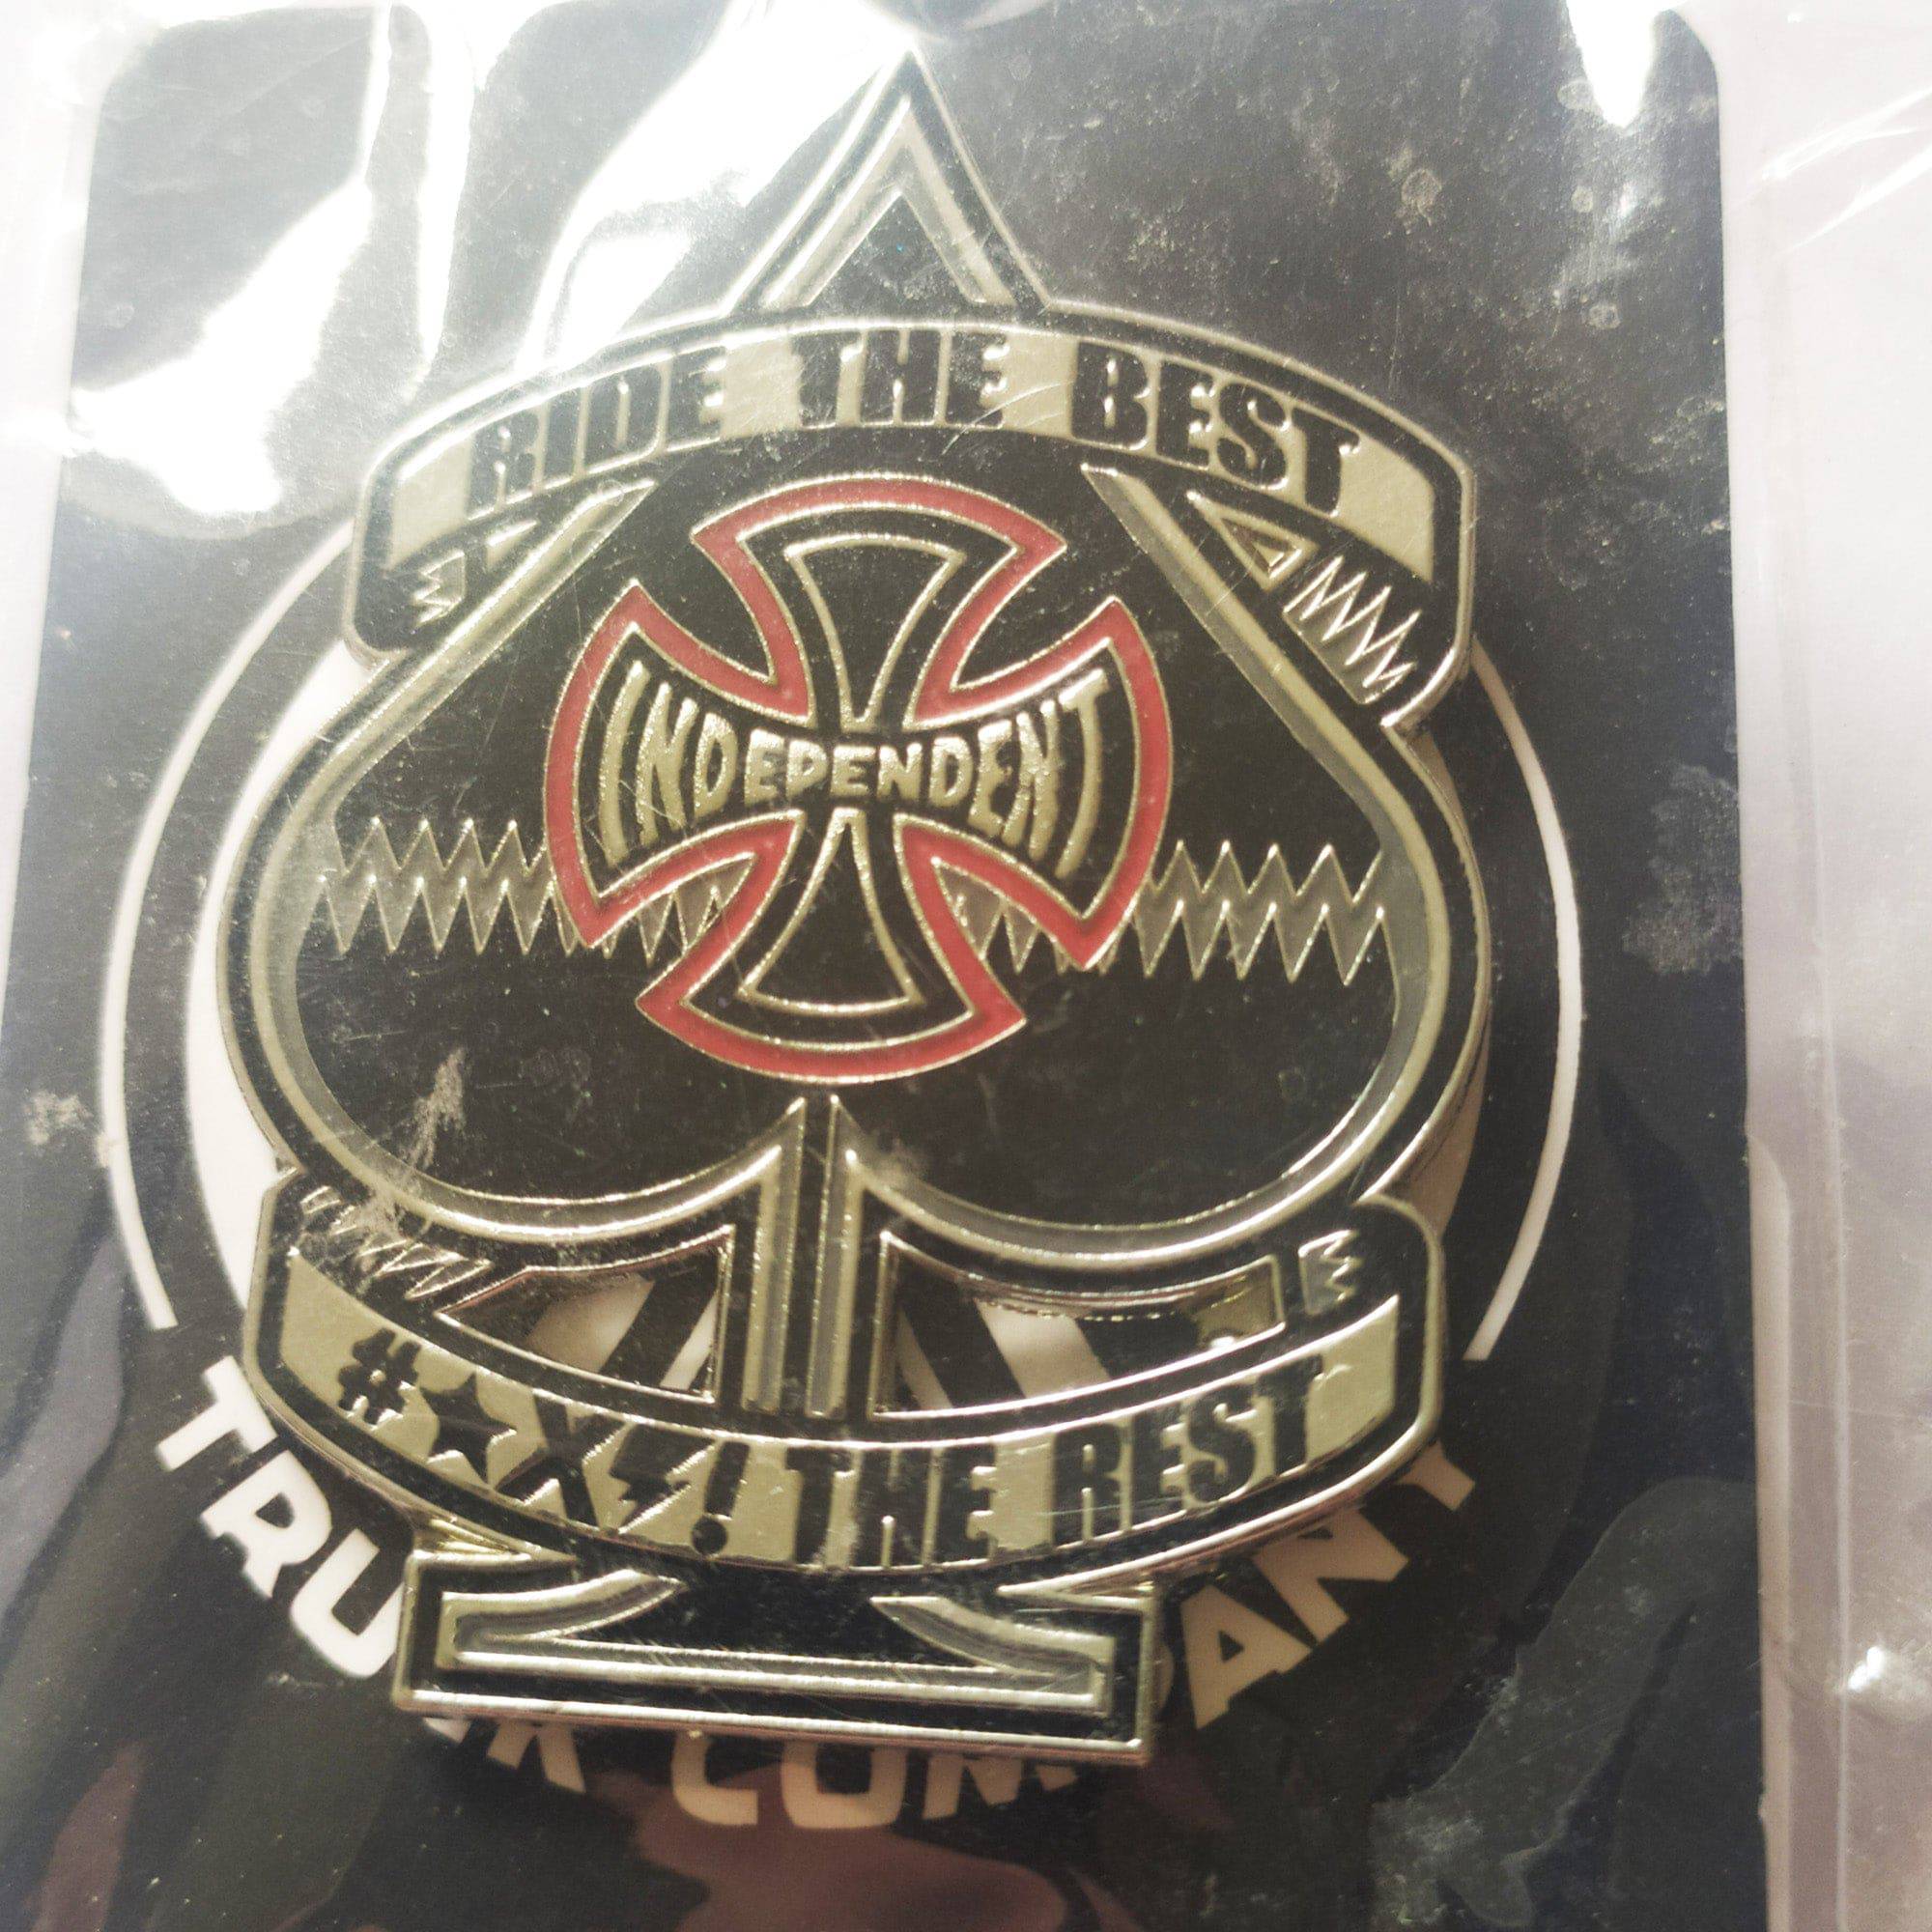 RIDE THE BEST
INDEPENDENT
#★X⚡! THE REST
TRUCK COMPANY